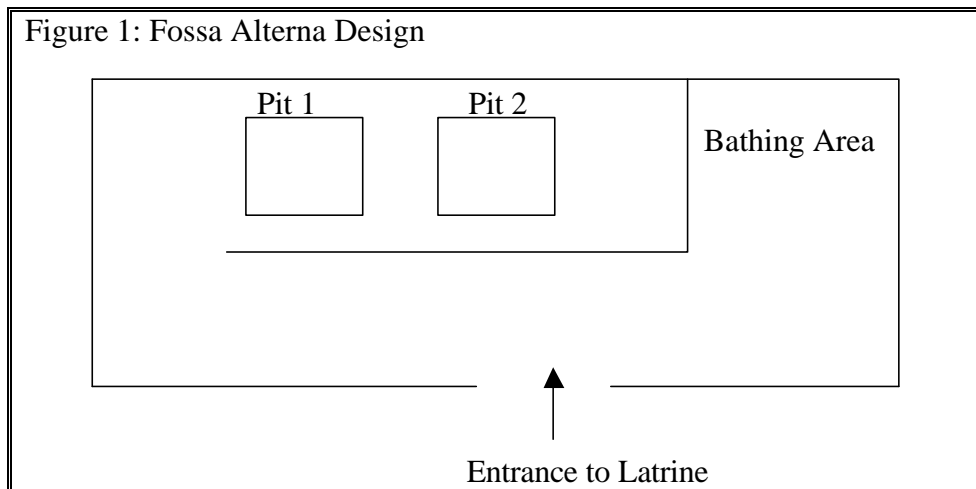 Figure 1: Fossa Alterna Design
Pit 1
Pit 2
Bathing Area
Entrance to Latrine